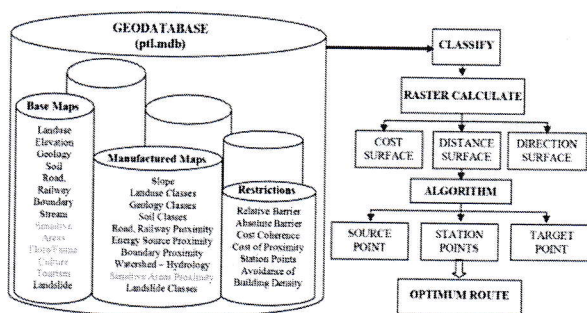 GEODATABASE
(ptl.mdb)
Base Maps
Landuse
Elevation
Geology
Soil
Road,
Railway
Boundary
Stream
Sensitive
Areas
Flora/Fauna
Culture
Tourism
Landslide
Manufactured Maps
Slope
Landuse Classes
Geology Classes
Soil Classes
Road, Railway Proximity
Energy Source Proximity
Boundary Proximity
Watershed – Hydrology
Sensitive Areas Proximity
Landslide Classes
Restrictions
Relative Barrier
Absolute Barrier
Cost Coherence
Cost of Proximity
Station Points
Avoidance of
Building Density
CLASSIFY
RASTER CALCULATE
COST
SURFACE
DISTANCE
SURFACE
DIRECTION
SURFACE
ALGORITHM
SOURCE
POINT
STATION
POINTS
TARGET
POINT
OPTIMUM ROUTE